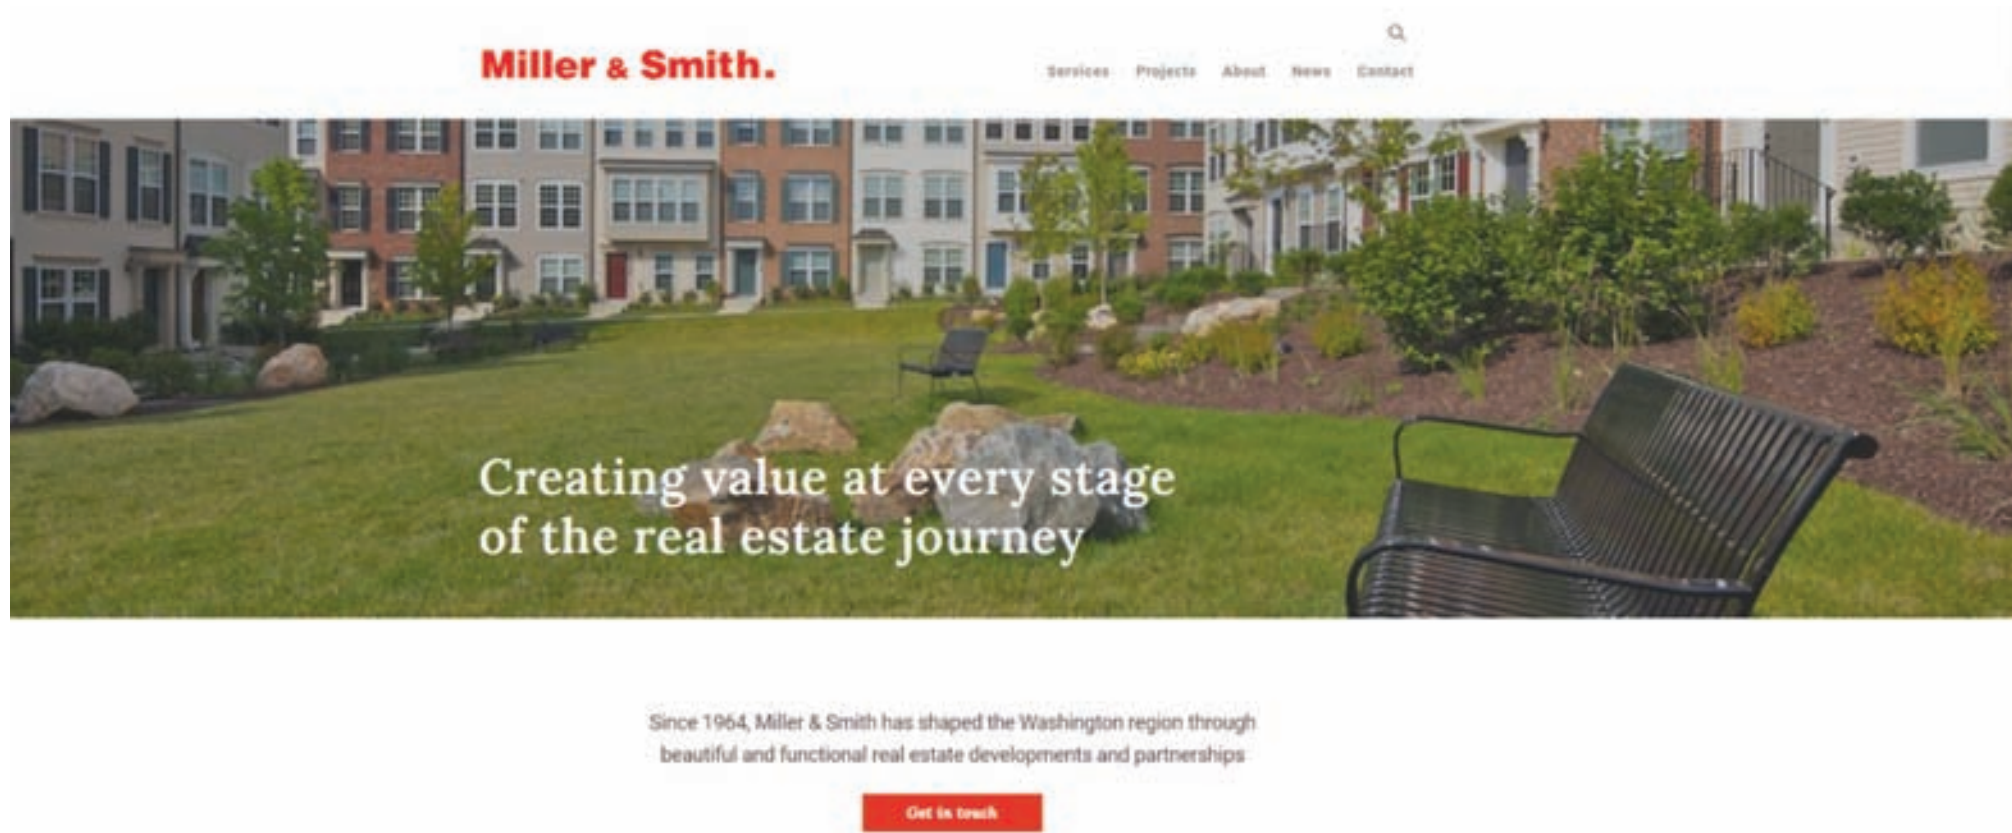 Miller & Smith.
Services Projects About News Contact
Creating value at every stage
of the real estate journey
Since 1964, Miller & Smith has shaped the Washington region through
beautiful and functional real estate developments and partnerships
Get in touch